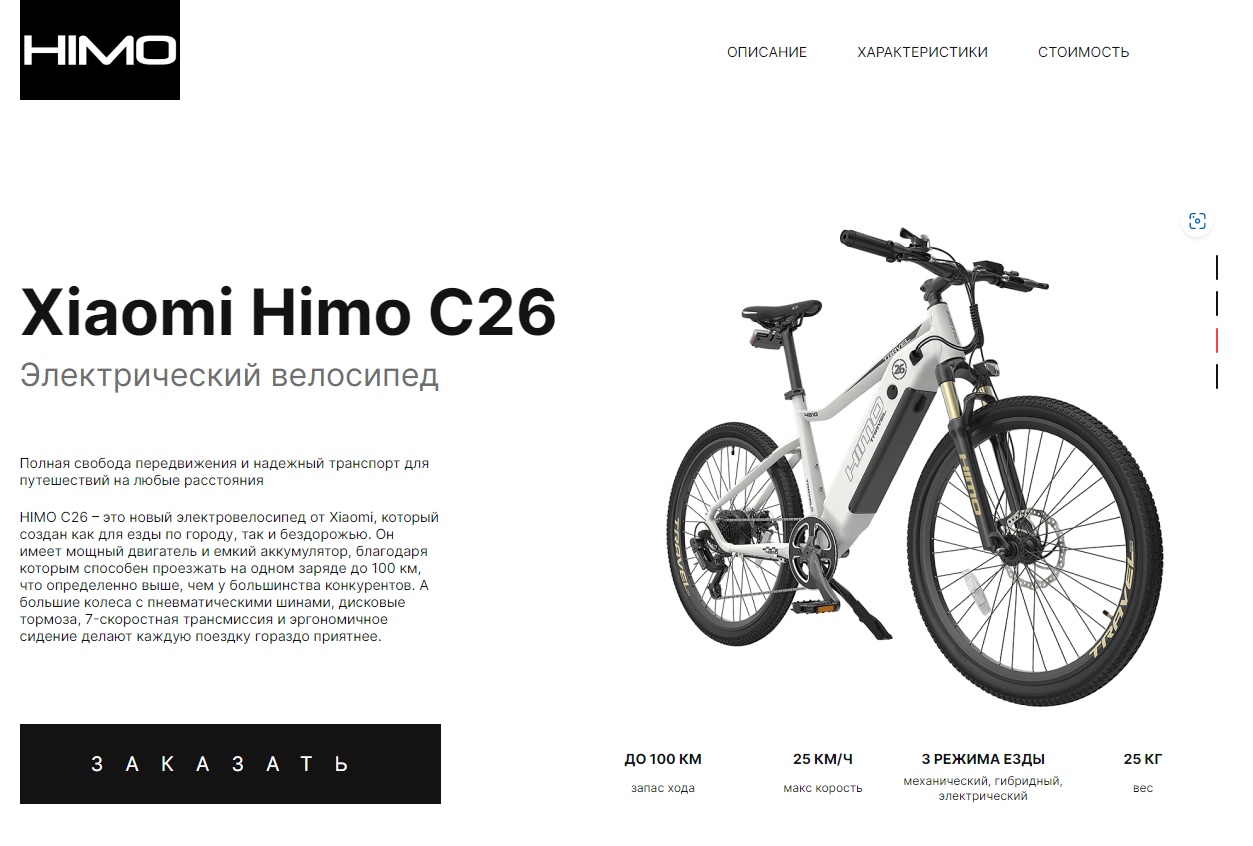 HIMO
ОПИСАНИЕ ХАРАКТЕРИСТИКИ СТОИМОСТЬ
Xiaomi Himo C26
Электрический велосипед
Полная свобода передвижения и надежный транспорт для
путешествий на любые расстояния
HIMO C26 – это новый электровелосипед от Xiaomi, который
создан как для езды по городу, так и бездорожью. Он
имеет мощный двигатель и емкий аккумулятор, благодаря
которым способен проезжать на одном заряде до 100 км,
что определенно выше, чем у большинства конкурентов. А
большие колеса с пневматическими шинами, дисковые
тормоза, 7-скоростная трансмиссия и эргономичное
сидение делают каждую поездку гораздо приятнее.
ЗАКАЗАТЬ
TRAVEL
26
HIMO
TRAVEL
4810
HIMO
TRAVEL
TRAVEL
ДО 100 КМ
запас хода
25 КМ/Ч
макс корость
3 РЕЖИМА ЕЗДЫ
механический, гибридный,
электрический
25 КГ
вес